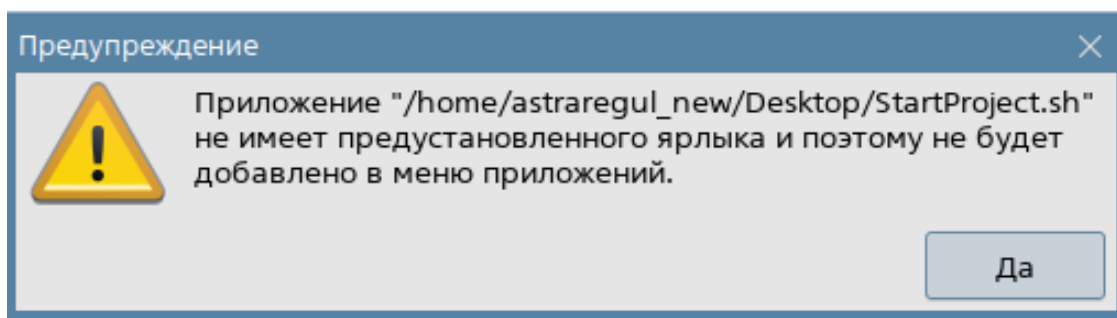 Предупреждение
Приложение "/home/astraregul_new/Desktop/StartProject.sh"
не имеет предустановленного ярлыка и поэтому не будет
добавлено в меню приложений.
Да